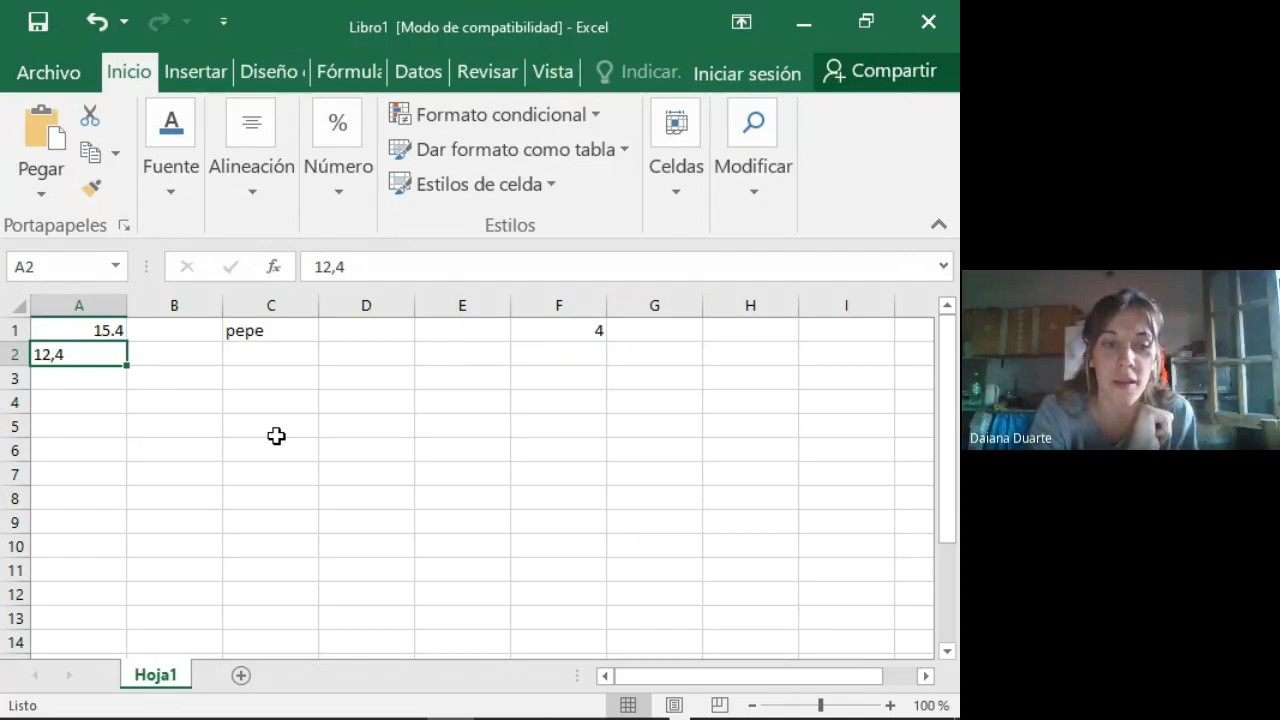 Libro1 [Modo de compatibilidad] - Excel
Archivo Inicio Insertar Diseño Fórmula Datos Revisar Vista Indicar. Iniciar sesión Compartir
Pegar
Portapapeles
A
Fuente
Alineación
%
Número
Formato condicional
Dar formato como tabla
Estilos de celda
Estilos
Celdas
Modificar
A2 fx 12,4
A B C D E F G H I
1 15.4 pepe 4
2 12,4
3
4
5
6
7
8
9
10
11
12
13
14
Hoja1
Listo 100 %
Daiana Duarte